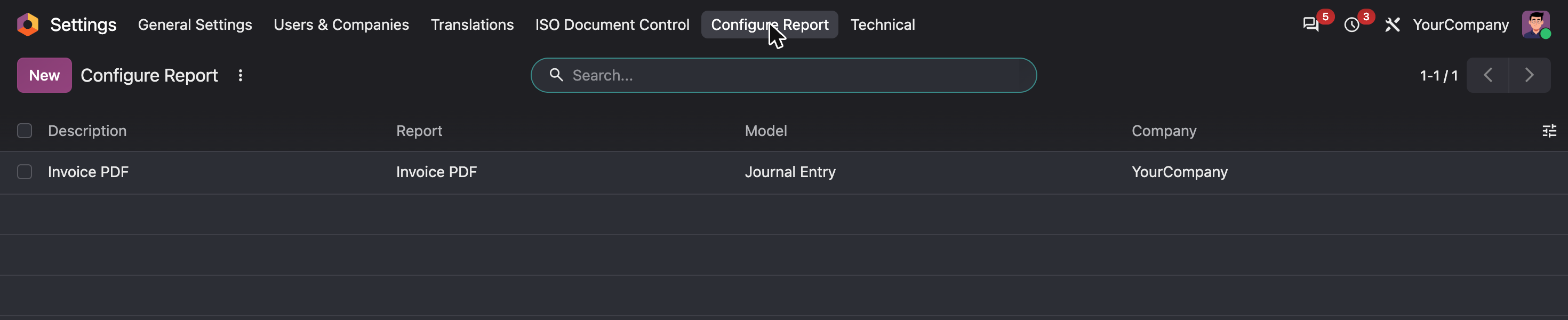 Settings General Settings Users & Companies Translations ISO Document Control Configure Report Technical 5 3 YourCompany
New Configure Report Search... 1-1 / 1
Description Report Model Company
Invoice PDF Invoice PDF Journal Entry YourCompany